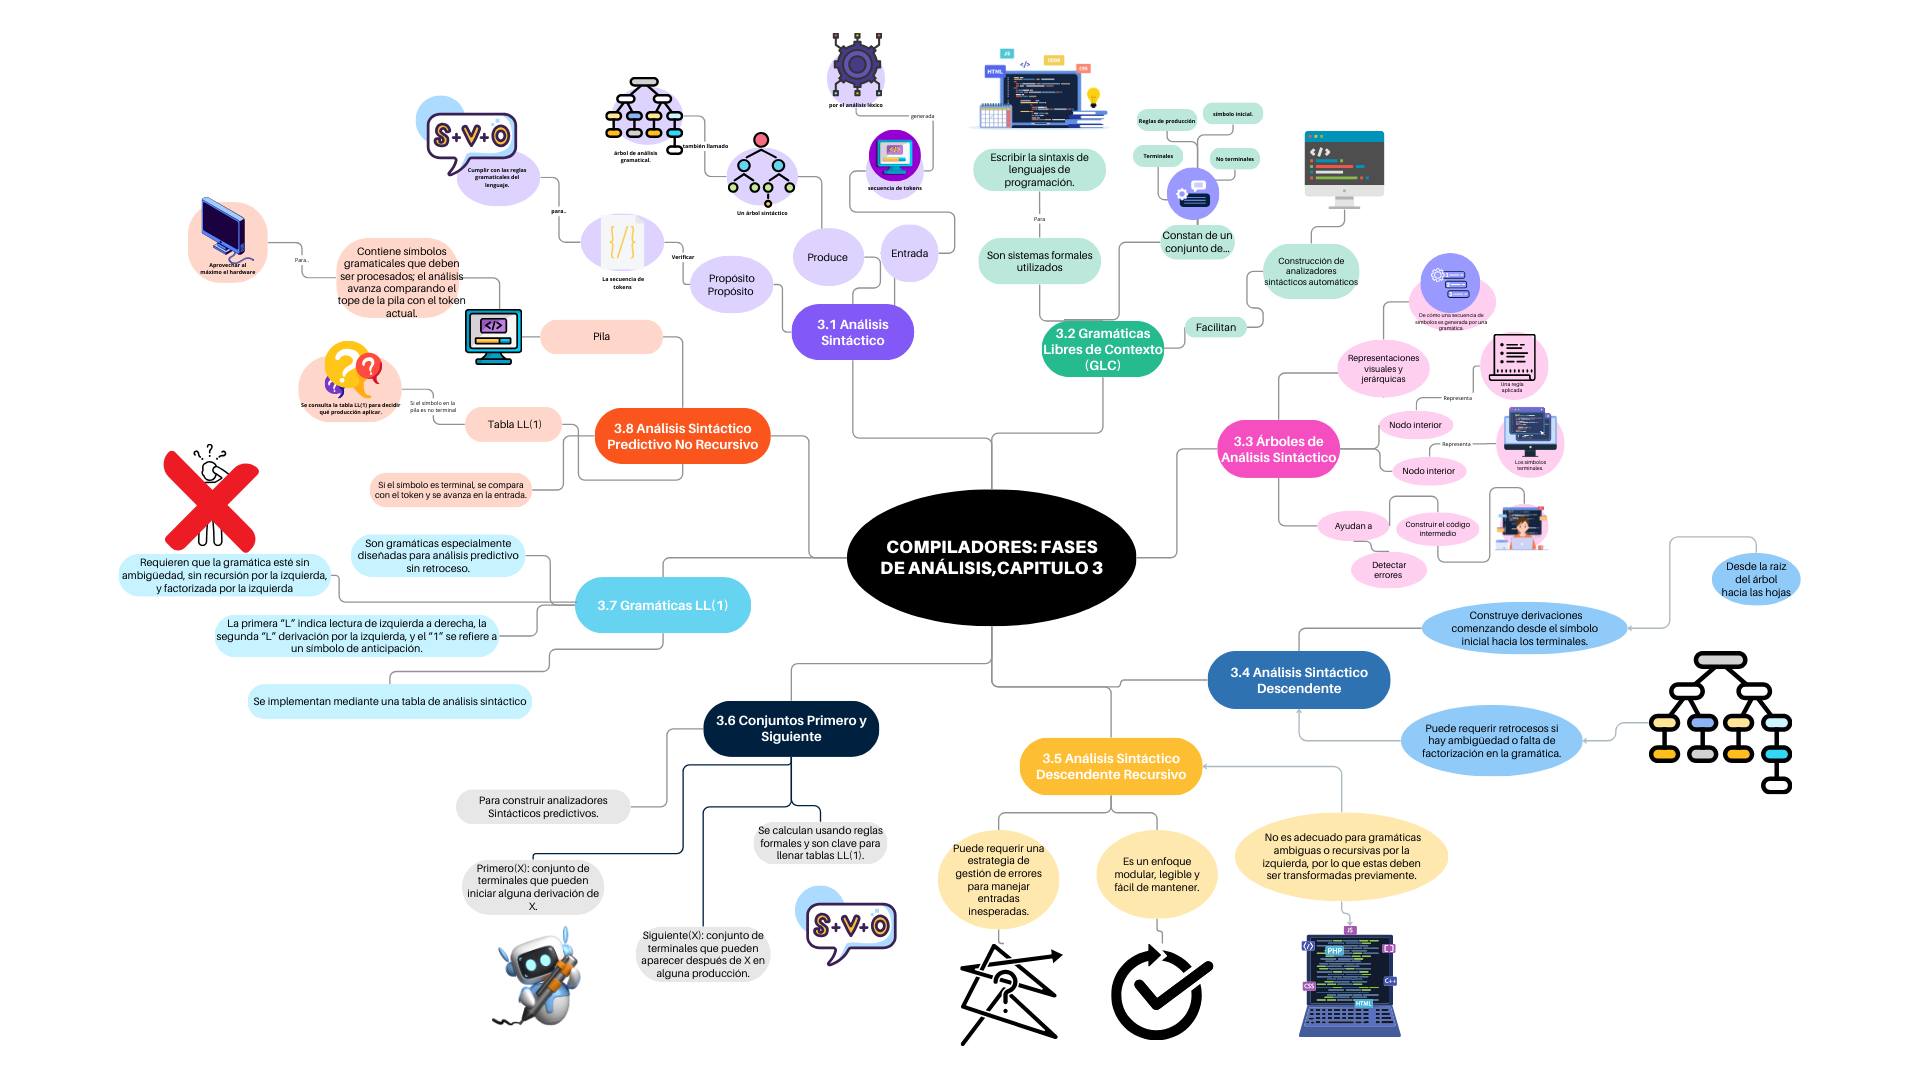 COMPILADORES: FASES
DE ANÁLISIS,CAPITULO 3
3.1 Análisis
Sintáctico
Propósito
Propósito
Verificar
La secuencia de
tokens
para..
Cumplir con las reglas
gramaticales del
lenguaje.
S+V+O
Produce
Un árbol sintáctico
también llamado
árbol de análisis
gramatical.
Entrada
secuencia de tokens
generada
por el análisis léxico
3.2 Gramáticas
Libres de Contexto
(GLC)
Son sistemas formales
utilizados
Para
Escribir la sintaxis de
lenguajes de
programación.
JS
HTML
</>
CSS
Constan de un
conjunto de...
Terminales
Reglas de producción
símbolo inicial.
No terminales
Facilitan
Construcción de
analizadores
sintácticos automáticos
</>
3.3 Árboles de
Análisis Sintáctico
Representaciones
visuales y
jerárquicas
De cómo una secuencia de
símbolos es generada por una
gramática.
Nodo interior
Representa
Una regla
aplicada
Nodo interior
Representa
Los símbolos
terminales.
Ayudan a
Construir el código
intermedio
Detectar
errores
3.4 Análisis Sintáctico
Descendente
Construye derivaciones
comenzando desde el símbolo
inicial hacia los terminales.
Desde la raíz
del árbol
hacia las hojas
Puede requerir retrocesos si
hay ambigüedad o falta de
factorización en la gramática.
3.5 Análisis Sintáctico
Descendente Recursivo
Puede requerir una
estrategia de
gestión de errores
para manejar
entradas
inesperadas.
Es un enfoque
modular, legible y
fácil de mantener.
No es adecuado para gramáticas
ambiguas o recursivas por la
izquierda, por lo que estas deben
ser transformadas previamente.
JS
PHP
CSS
C++
HTML
3.6 Conjuntos Primero y
Siguiente
Para construir analizadores
Sintácticos predictivos.
Primero(X): conjunto de
terminales que pueden
iniciar alguna derivación de
X.
Siguiente(X): conjunto de
terminales que pueden
aparecer después de X en
alguna producción.
Se calculan usando reglas
formales y son clave para
llenar tablas LL(1).
S+V+O
3.7 Gramáticas LL(1)
Son gramáticas especialmente
diseñadas para análisis predictivo
sin retroceso.
Requieren que la gramática esté sin
ambigüedad, sin recursión por la izquierda,
y factorizada por la izquierda
La primera “L” indica lectura de izquierda a derecha, la
segunda “L” derivación por la izquierda, y el “1” se refiere a
un símbolo de anticipación.
Se implementan mediante una tabla de análisis sintáctico
3.8 Análisis Sintáctico
Predictivo No Recursivo
Pila
</>
Contiene símbolos
gramaticales que deben
ser procesados; el análisis
avanza comparando el
tope de la pila con el token
actual.
Para..
Aprovechar al
máximo el hardware
Tabla LL(1)
Si el símbolo en la
pila es no terminal
Se consulta la tabla LL(1) para decidir
qué producción aplicar.
Si el símbolo es terminal, se compara
con el token y se avanza en la entrada.